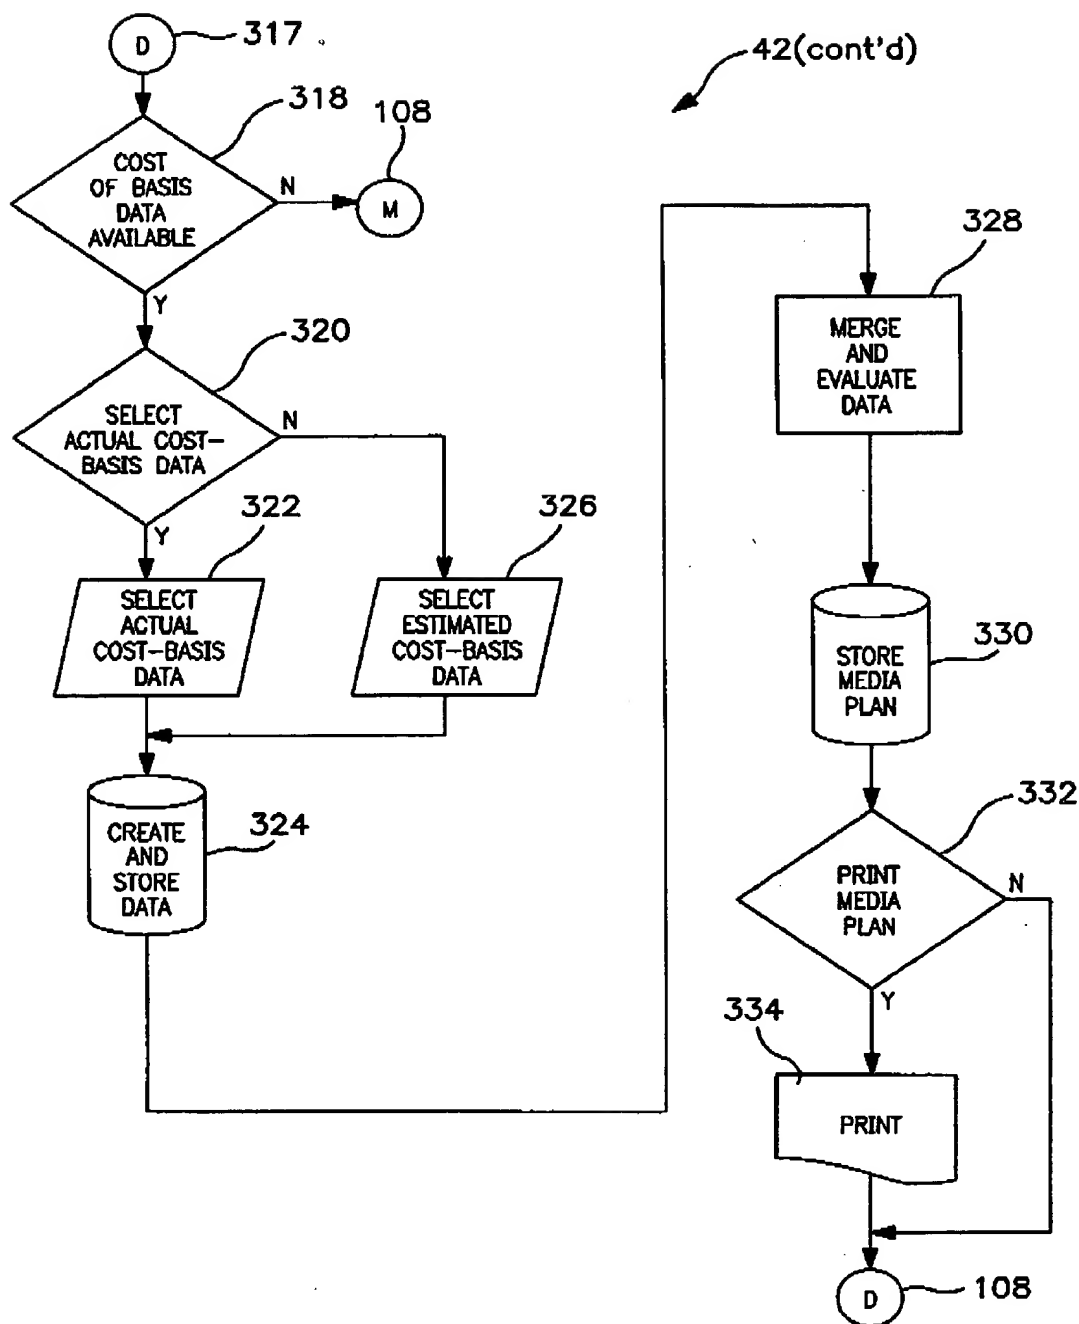 D
317
42(cont'd)
318
108
COST
OF BASIS
DATA
AVAILABLE
N
M
Y
320
SELECT
ACTUAL COST-
BASIS DATA
N
Y
322
326
SELECT
ACTUAL
COST-BASIS
DATA
SELECT
ESTIMATED
COST-BASIS
DATA
CREATE
AND
STORE
DATA
324
328
MERGE
AND
EVALUATE
DATA
STORE
MEDIA
PLAN
330
332
PRINT
MEDIA
PLAN
N
Y
334
PRINT
D
108